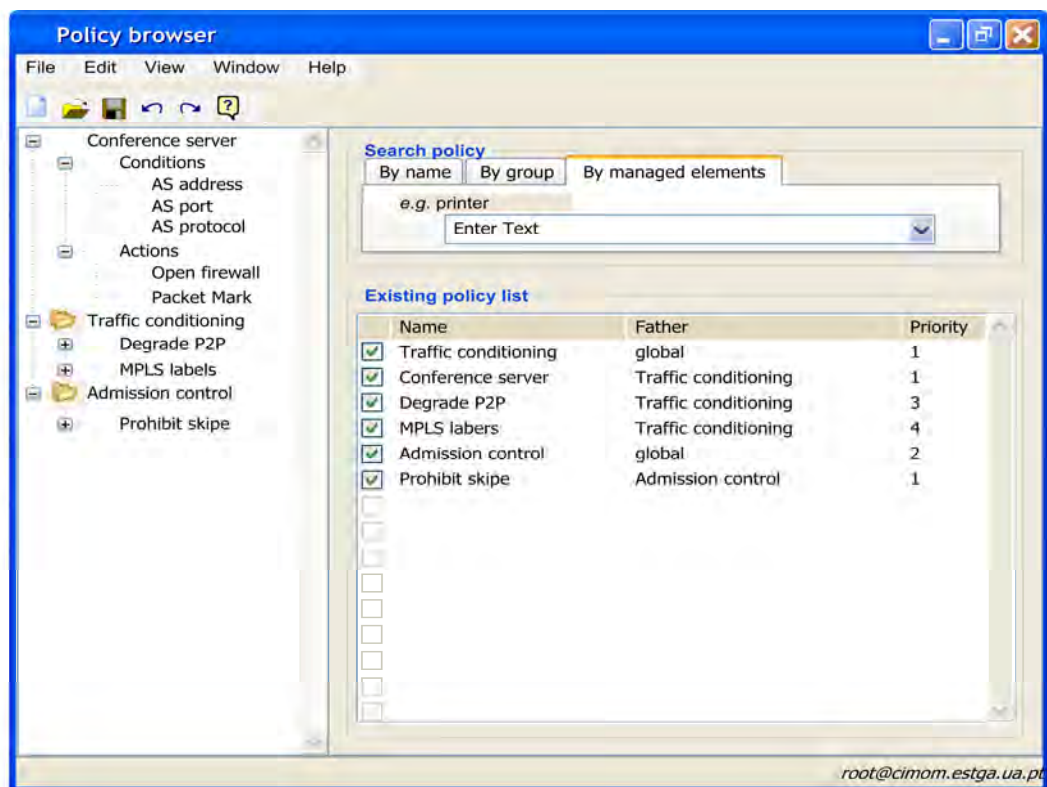 Policy browser
File Edit View Window Help
?
Conference server
Conditions
AS address
AS port
AS protocol
Actions
Open firewall
Packet Mark
Traffic conditioning
Degrade P2P
MPLS labels
Admission control
Prohibit skipe
Search policy
By name By group By managed elements
e.g. printer
Enter Text
Existing policy list
Name Father Priority
Traffic conditioning global 1
Conference server Traffic conditioning 1
Degrade P2P Traffic conditioning 3
MPLS labers Traffic conditioning 4
Admission control global 2
Prohibit skipe Admission control 1
root@cimom.estga.ua.pt